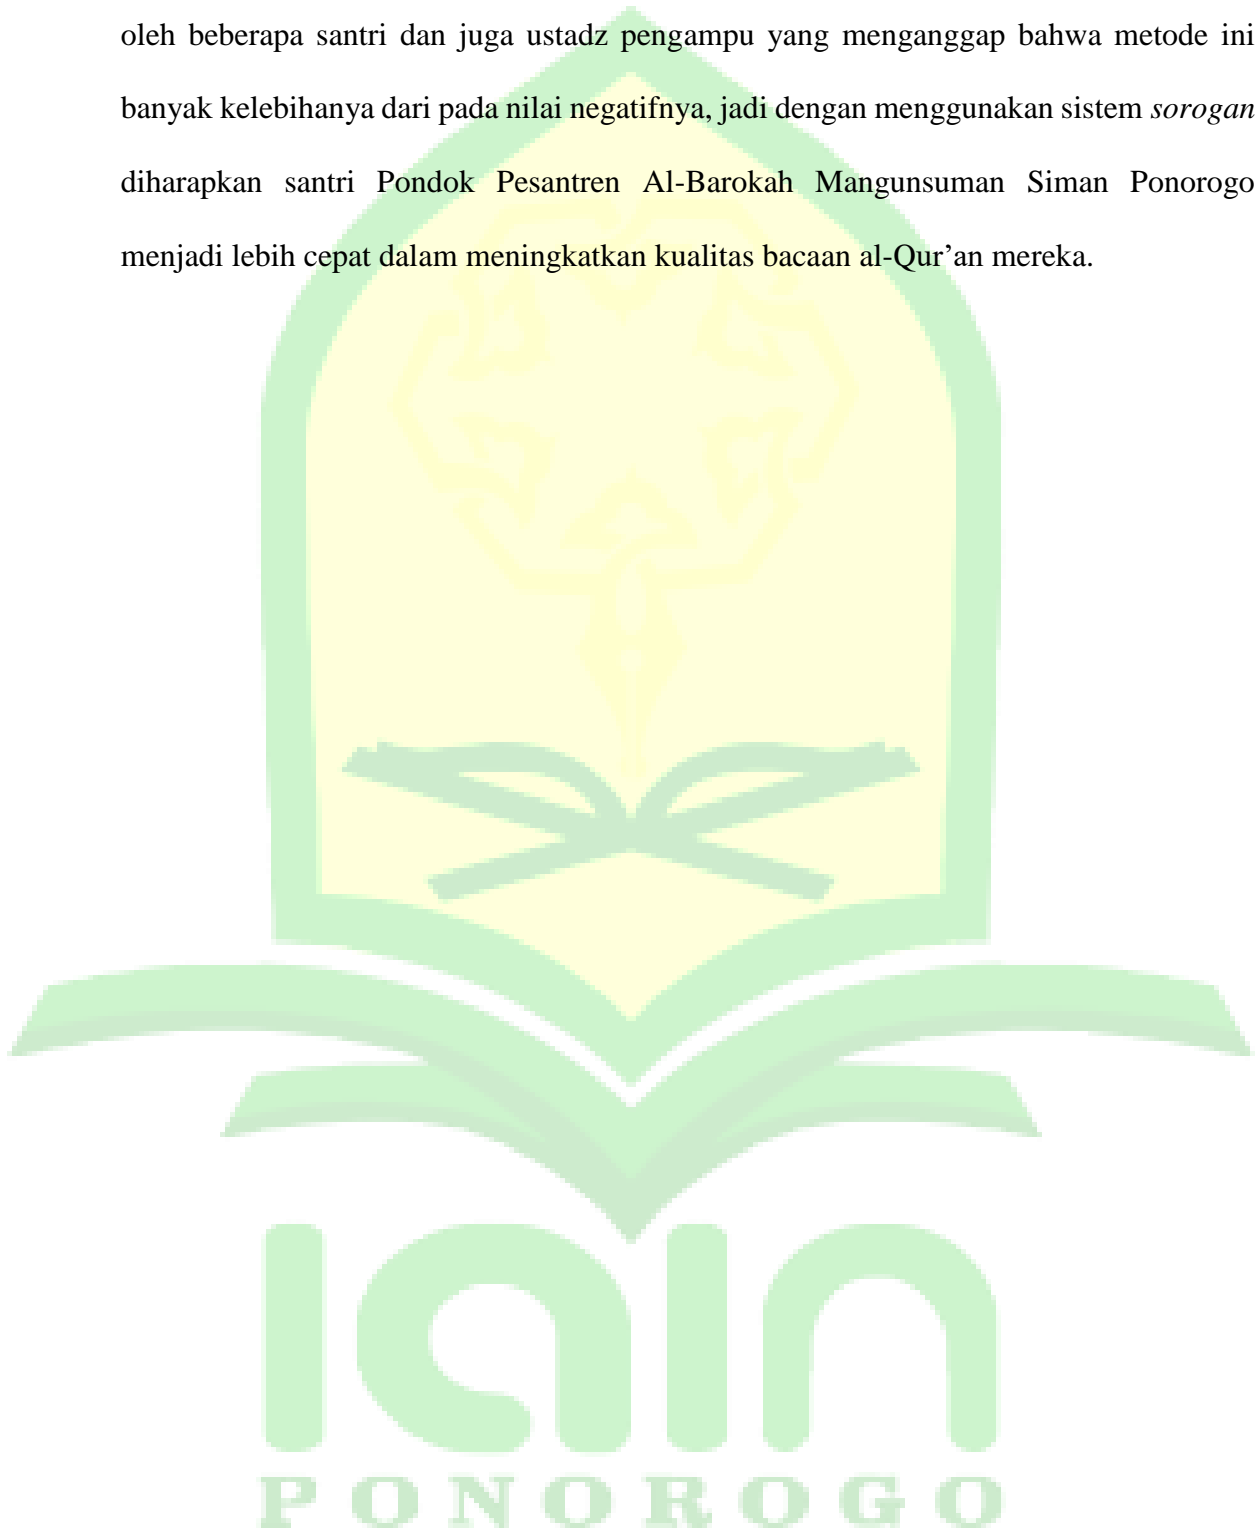 oleh beberapa santri dan juga ustadz pengampu yang menganggap bahwa metode ini
banyak kelebihanya dari pada nilai negatifnya, jadi dengan menggunakan sistem sorogan
diharapkan santri Pondok Pesantren Al-Barokah Mangunsuman Siman Ponorogo
menjadi lebih cepat dalam meningkatkan kualitas bacaan al-Qur’an mereka.
iain
PONOROGO